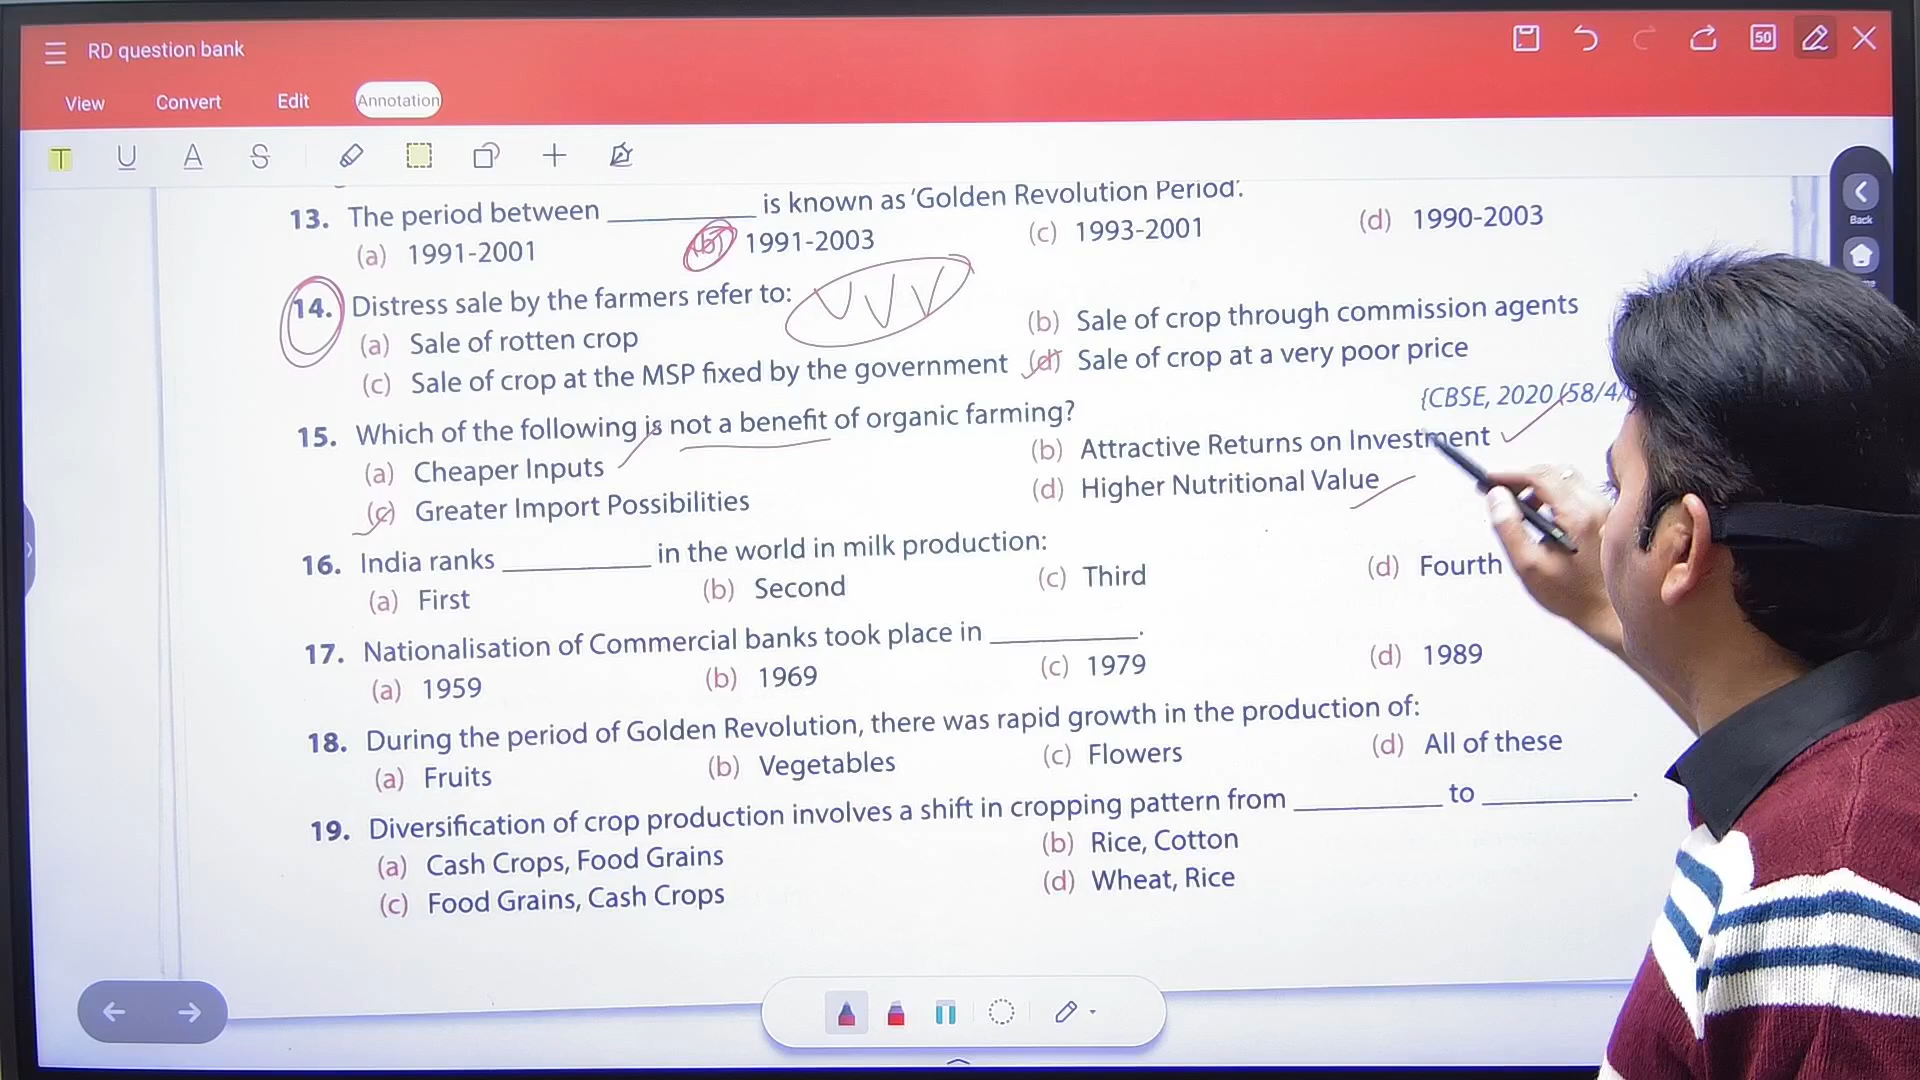 RD question bank
50
View Convert Edit Annotation
T U A S
Back
13. The period between __________ is known as ‘Golden Revolution Period’.
(a) 1991-2001 (b) 1991-2003 (c) 1993-2001 (d) 1990-2003
14. Distress sale by the farmers refer to: VVV
(a) Sale of rotten crop (b) Sale of crop through commission agents
(c) Sale of crop at the MSP fixed by the government (d) Sale of crop at a very poor price
{CBSE, 2020 (58/4/
15. Which of the following is not a benefit of organic farming?
(a) Cheaper Inputs (b) Attractive Returns on Investment
(c) Greater Import Possibilities (d) Higher Nutritional Value
16. India ranks __________ in the world in milk production:
(a) First (b) Second (c) Third (d) Fourth
17. Nationalisation of Commercial banks took place in __________.
(a) 1959 (b) 1969 (c) 1979 (d) 1989
18. During the period of Golden Revolution, there was rapid growth in the production of:
(a) Fruits (b) Vegetables (c) Flowers (d) All of these
19. Diversification of crop production involves a shift in cropping pattern from __________ to __________.
(a) Cash Crops, Food Grains (b) Rice, Cotton
(c) Food Grains, Cash Crops (d) Wheat, Rice